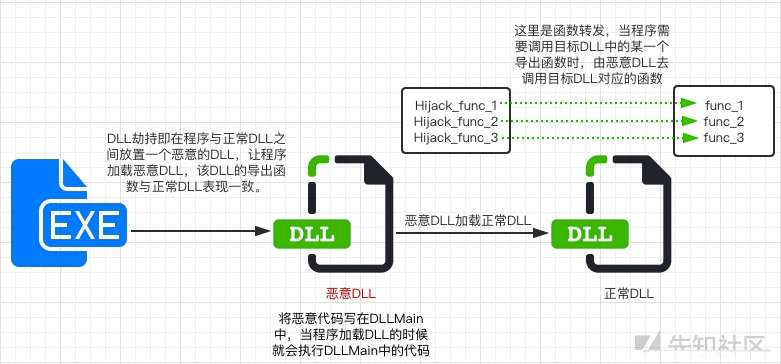 这里是函数转发，当程序需
要调用目标DLL中的某一个
导出函数时，由恶意DLL去
调用目标DLL对应的函数
Hijack_func_1
Hijack_func_2
Hijack_func_3
func_1
func_2
func_3
DLL劫持即在程序与正常DLL之
间放置一个恶意的DLL，让程序
加载恶意DLL，该DLL的导出函
数与正常DLL表现一致。
EXE
DLL
恶意DLL加载正常DLL
DLL
恶意DLL
正常DLL
将恶意代码写在DLLMain
中，当程序加载DLL的时候
就会执行DLLMain中的代码
先知社区